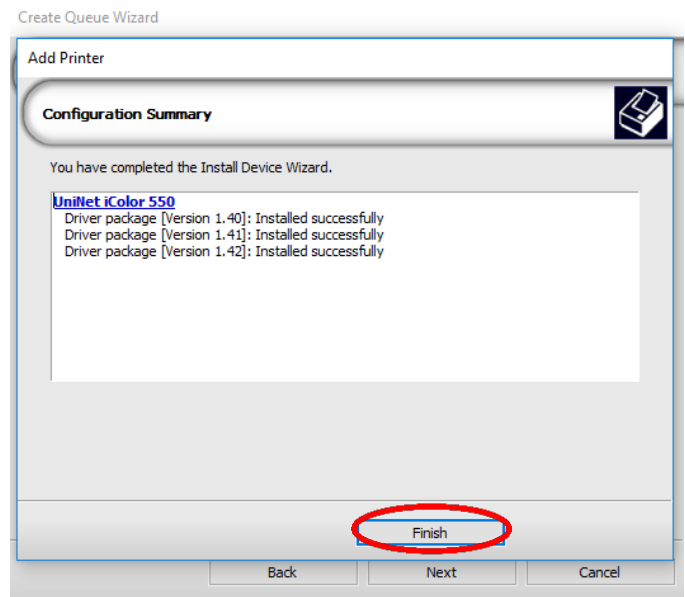 Create Queue Wizard
Add Printer
Configuration Summary
You have completed the Install Device Wizard.
UniNet iColor 550
Driver package [Version 1.40]: Installed successfully
Driver package [Version 1.41]: Installed successfully
Driver package [Version 1.42]: Installed successfully
Finish
Back Next Cancel